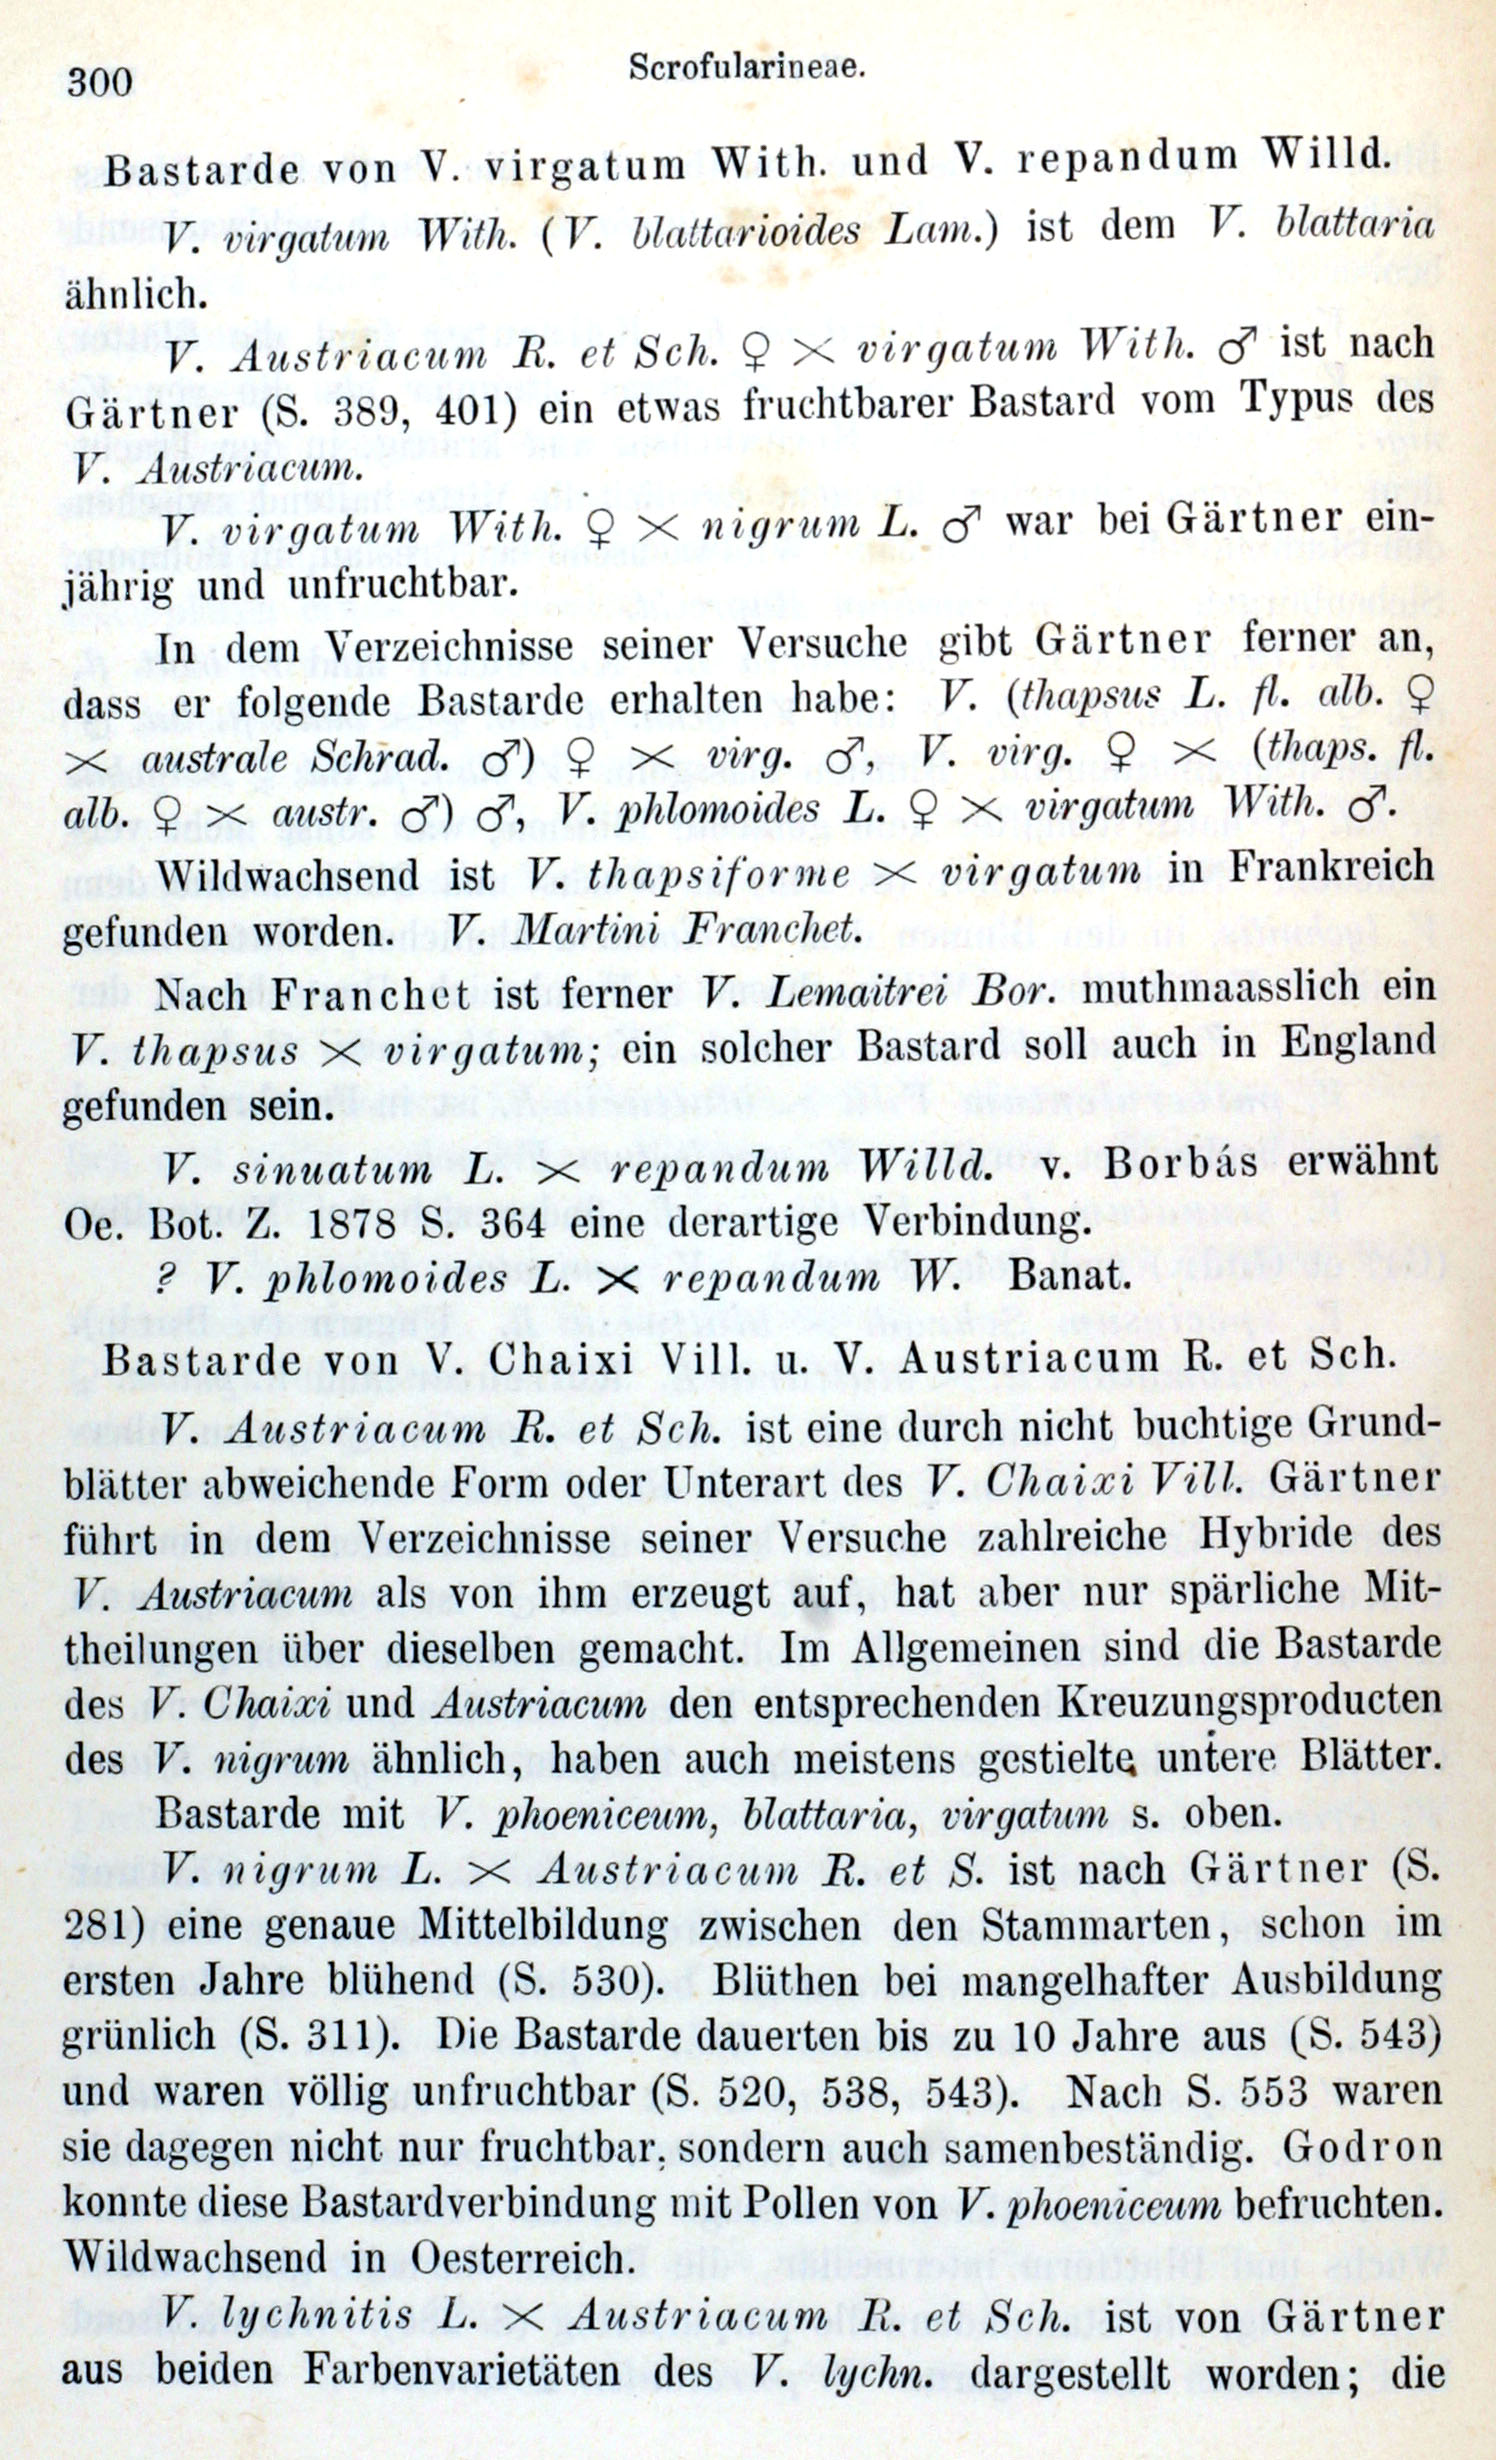 300
Scrofularineae.
Bastarde von V. virgatum With. und V. repandum Willd.
V. virgatum With. (V. blattarioides Lam.) ist dem V. blattaria
ähnlich.
V. Austriacum R. et Sch. ♀ × virgatum With. ♂ ist nach
Gärtner (S. 389, 401) ein etwas fruchtbarer Bastard vom Typus des
V. Austriacum.
V. virgatum With. ♀ × nigrum L. ♂ war bei Gärtner ein-
jährig und unfruchtbar.
In dem Verzeichnisse seiner Versuche gibt Gärtner ferner an,
dass er folgende Bastarde erhalten habe: V. (thapsus L. fl. alb. ♀
× australe Schrad. ♂) ♀ × virg. ♂, V. virg. ♀ × (thaps. fl.
alb. ♀ × austr. ♂) ♂, V. phlomoides L. ♀ × virgatum With. ♂.
Wildwachsend ist V. thapsiforme × virgatum in Frankreich
gefunden worden. V. Martini Franchet.
Nach Franchet ist ferner V. Lemaitrei Bor. muthmaasslich ein
V. thapsus × virgatum; ein solcher Bastard soll auch in England
gefunden sein.
V. sinuatum L. × repandum Willd. v. Borbás erwähnt
Oe. Bot. Z. 1878 S. 364 eine derartige Verbindung.
? V. phlomoides L. × repandum W. Banat.
Bastarde von V. Chaixi Vill. u. V. Austriacum R. et Sch.
V. Austriacum R. et Sch. ist eine durch nicht buchtige Grund-
blätter abweichende Form oder Unterart des V. Chaixi Vill. Gärtner
führt in dem Verzeichnisse seiner Versuche zahlreiche Hybride des
V. Austriacum als von ihm erzeugt auf, hat aber nur spärliche Mit-
theilungen über dieselben gemacht. Im Allgemeinen sind die Bastarde
des V. Chaixi und Austriacum den entsprechenden Kreuzungsproducten
des V. nigrum ähnlich, haben auch meistens gestielte untere Blätter.
Bastarde mit V. phoeniceum, blattaria, virgatum s. oben.
V. nigrum L. × Austriacum R. et S. ist nach Gärtner (S.
281) eine genaue Mittelbildung zwischen den Stammarten, schon im
ersten Jahre blühend (S. 530). Blüthen bei mangelhafter Ausbildung
grünlich (S. 311). Die Bastarde dauerten bis zu 10 Jahre aus (S. 543)
und waren völlig unfruchtbar (S. 520, 538, 543). Nach S. 553 waren
sie dagegen nicht nur fruchtbar, sondern auch samenbeständig. Godron
konnte diese Bastardverbindung mit Pollen von V. phoeniceum befruchten.
Wildwachsend in Oesterreich.
V. lychnitis L. × Austriacum R. et Sch. ist von Gärtner
aus beiden Farbenvarietäten des V. lychn. dargestellt worden; die